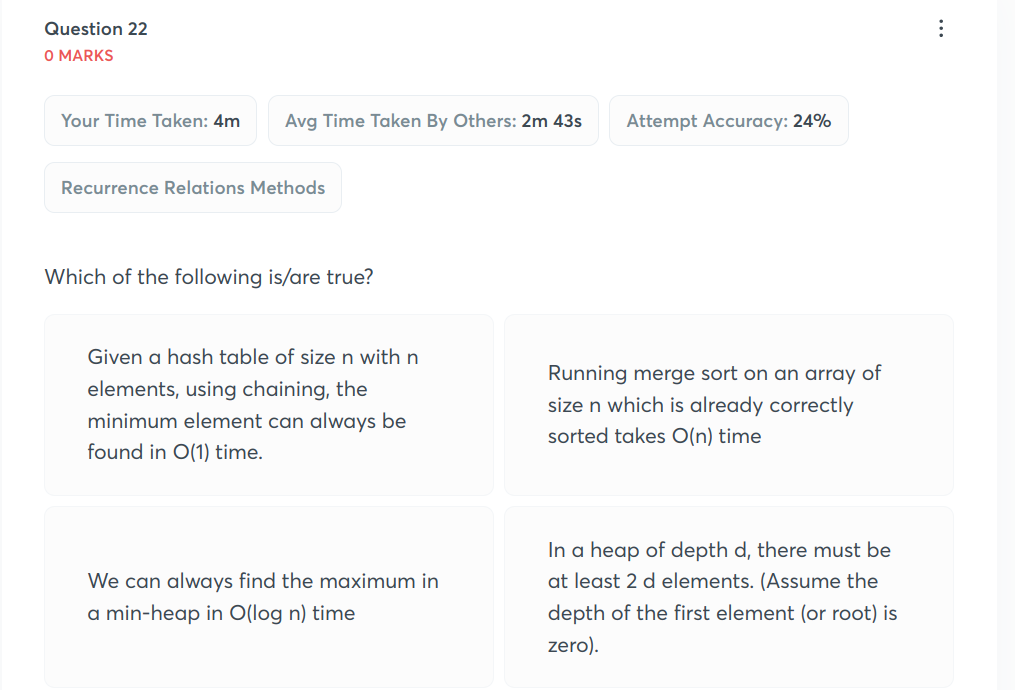 Question 22
0 MARKS
Your Time Taken: 4m
Avg Time Taken By Others: 2m 43s
Attempt Accuracy: 24%
Recurrence Relations Methods
Which of the following is/are true?
Given a hash table of size n with n
elements, using chaining, the
minimum element can always be
found in O(1) time.
Running merge sort on an array of
size n which is already correctly
sorted takes O(n) time
We can always find the maximum in
a min-heap in O(log n) time
In a heap of depth d, there must be
at least 2 d elements. (Assume the
depth of the first element (or root) is
zero).